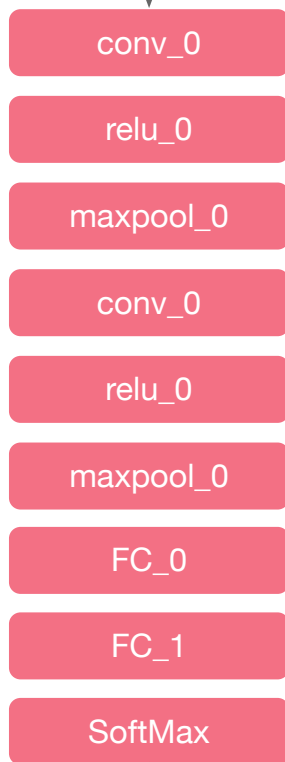 conv_0
relu_0
maxpool_0
conv_0
relu_0
maxpool_0
FC_0
FC_1
SoftMax